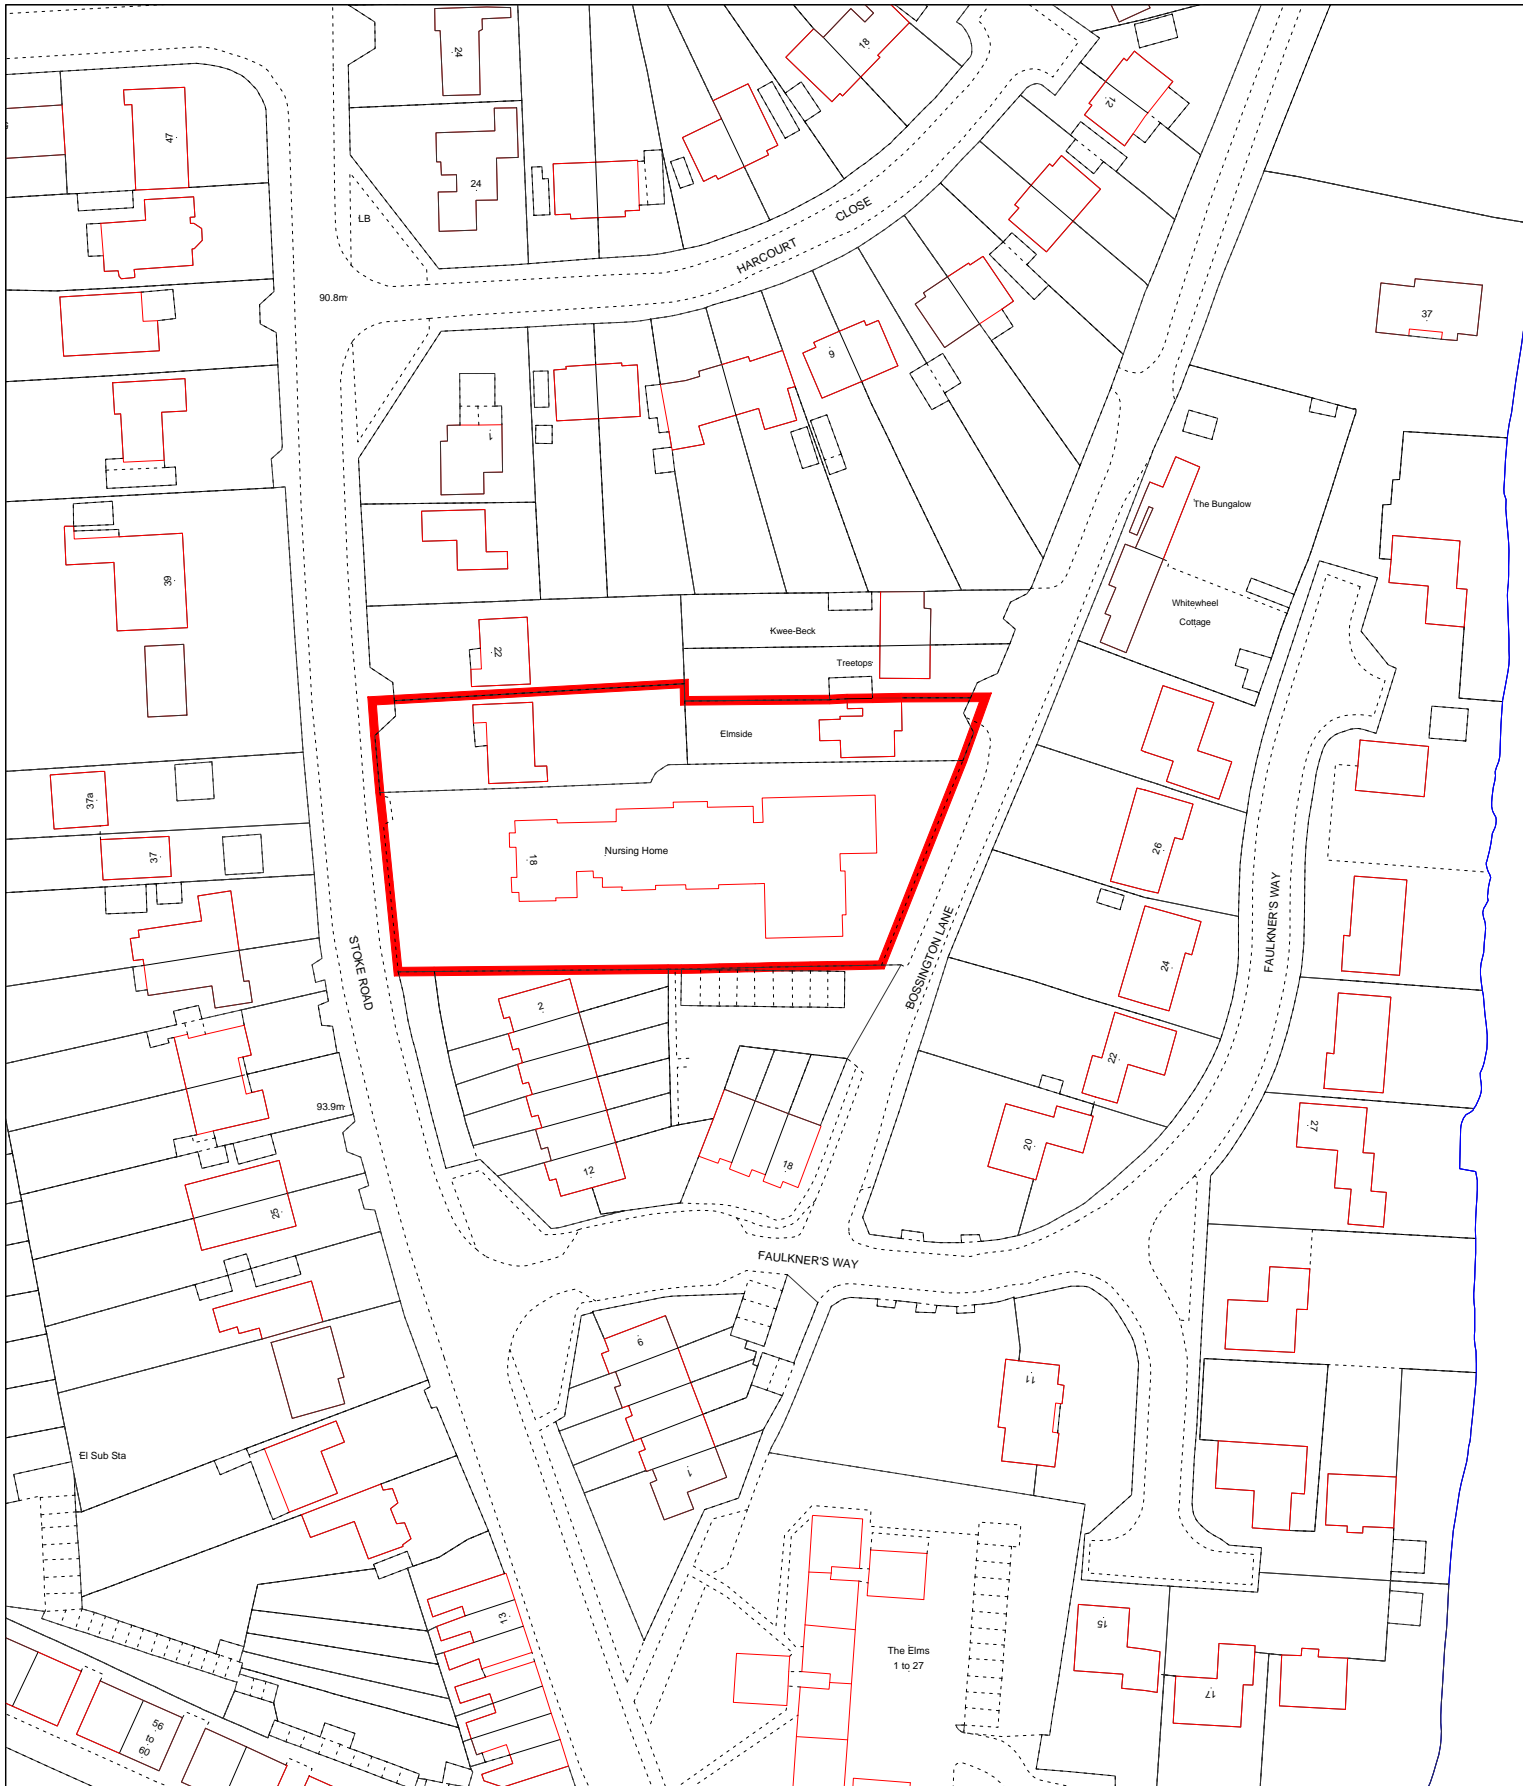 24
18
12
47
24
LB
HARCOURT
CLOSE
90.8m
37
9
1
The Bungalow
39
Whitewheel
Cottage
Kwee-Beck
22
Treetops
Elmside
37a
26
Nursing Home
18
37
STOKE ROAD
BOSSINGTON LANE
FAULKNER'S WAY
24
2
22
93.9m
27
20
12
18
25
FAULKNER'S WAY
9
11
1
El Sub Sta
13
15
The Elms
1 to 27
17
56
to
60